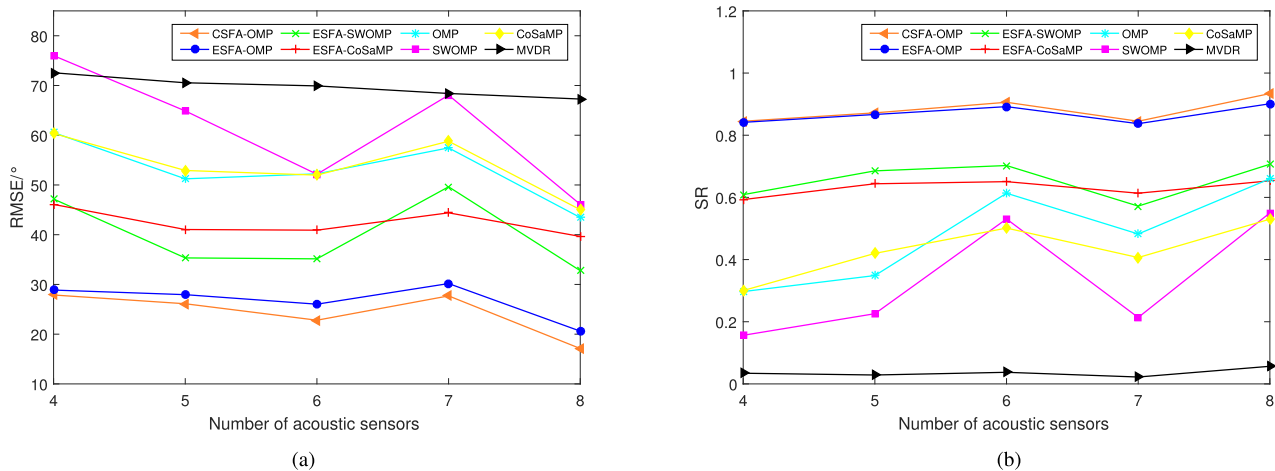 CSFA-OMP ESFA-SWOMP OMP CoSaMP
ESFA-OMP ESFA-CoSaMP SWOMP MVDR
80
70
60
50
40
30
20
10
RMSE/°
4 5 6 7 8
Number of acoustic sensors
(a)
CSFA-OMP ESFA-SWOMP OMP CoSaMP
ESFA-OMP ESFA-CoSaMP SWOMP MVDR
1.2
1
0.8
0.6
0.4
0.2
0
SR
4 5 6 7 8
Number of acoustic sensors
(b)